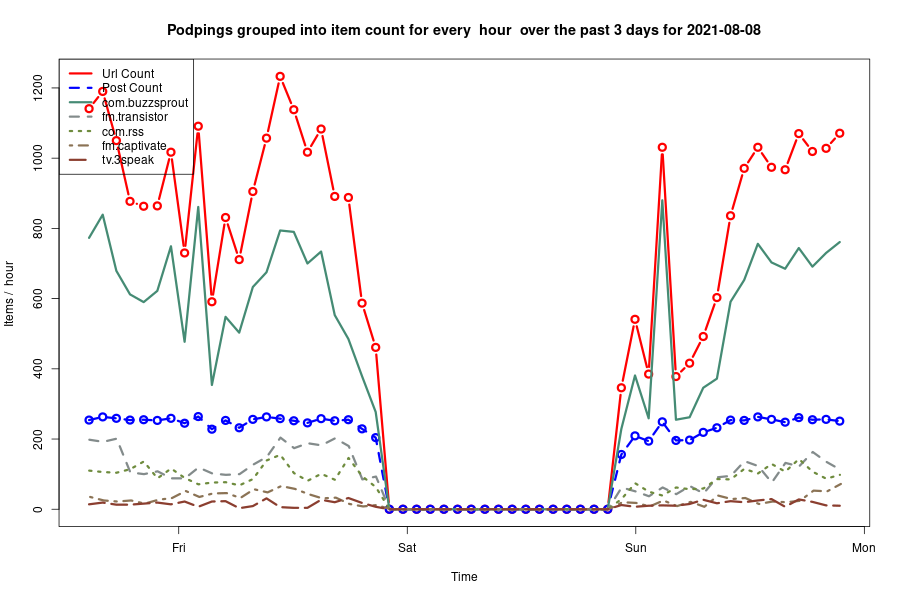 Podpings grouped into item count for every  hour  over the past 3 days for 2021-08-08
Url Count
Post Count
com.buzzsprout
fm.transistor
com.rss
fm.captivate
tv.3speak
Items /  hour
1200
1000
800
600
400
200
0
Fri
Sat
Sun
Mon
Time